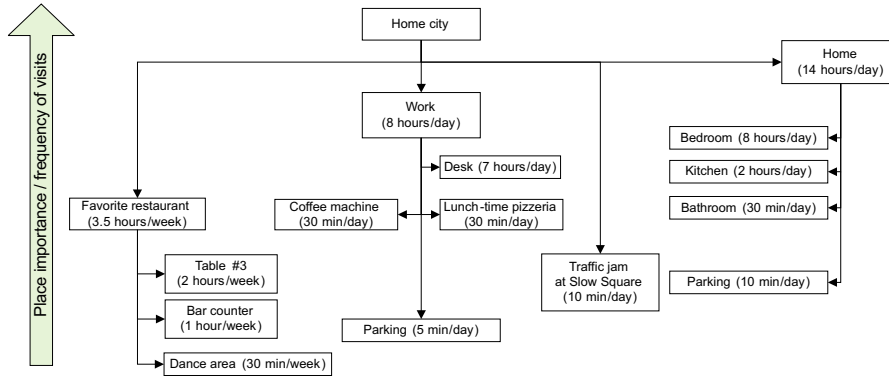 Place importance / frequency of visits
Home city
Home
(14 hours/day)
Work
(8 hours/day)
Bedroom (8 hours/day)
Desk (7 hours/day)
Kitchen (2 hours/day)
Favorite restaurant
(3.5 hours/week)
Coffee machine
(30 min/day)
Lunch-time pizzeria
(30 min/day)
Bathroom (30 min/day)
Table #3
(2 hours/week)
Traffic jam
at Slow Square
(10 min/day)
Parking (10 min/day)
Bar counter
(1 hour/week)
Parking (5 min/day)
Dance area (30 min/week)